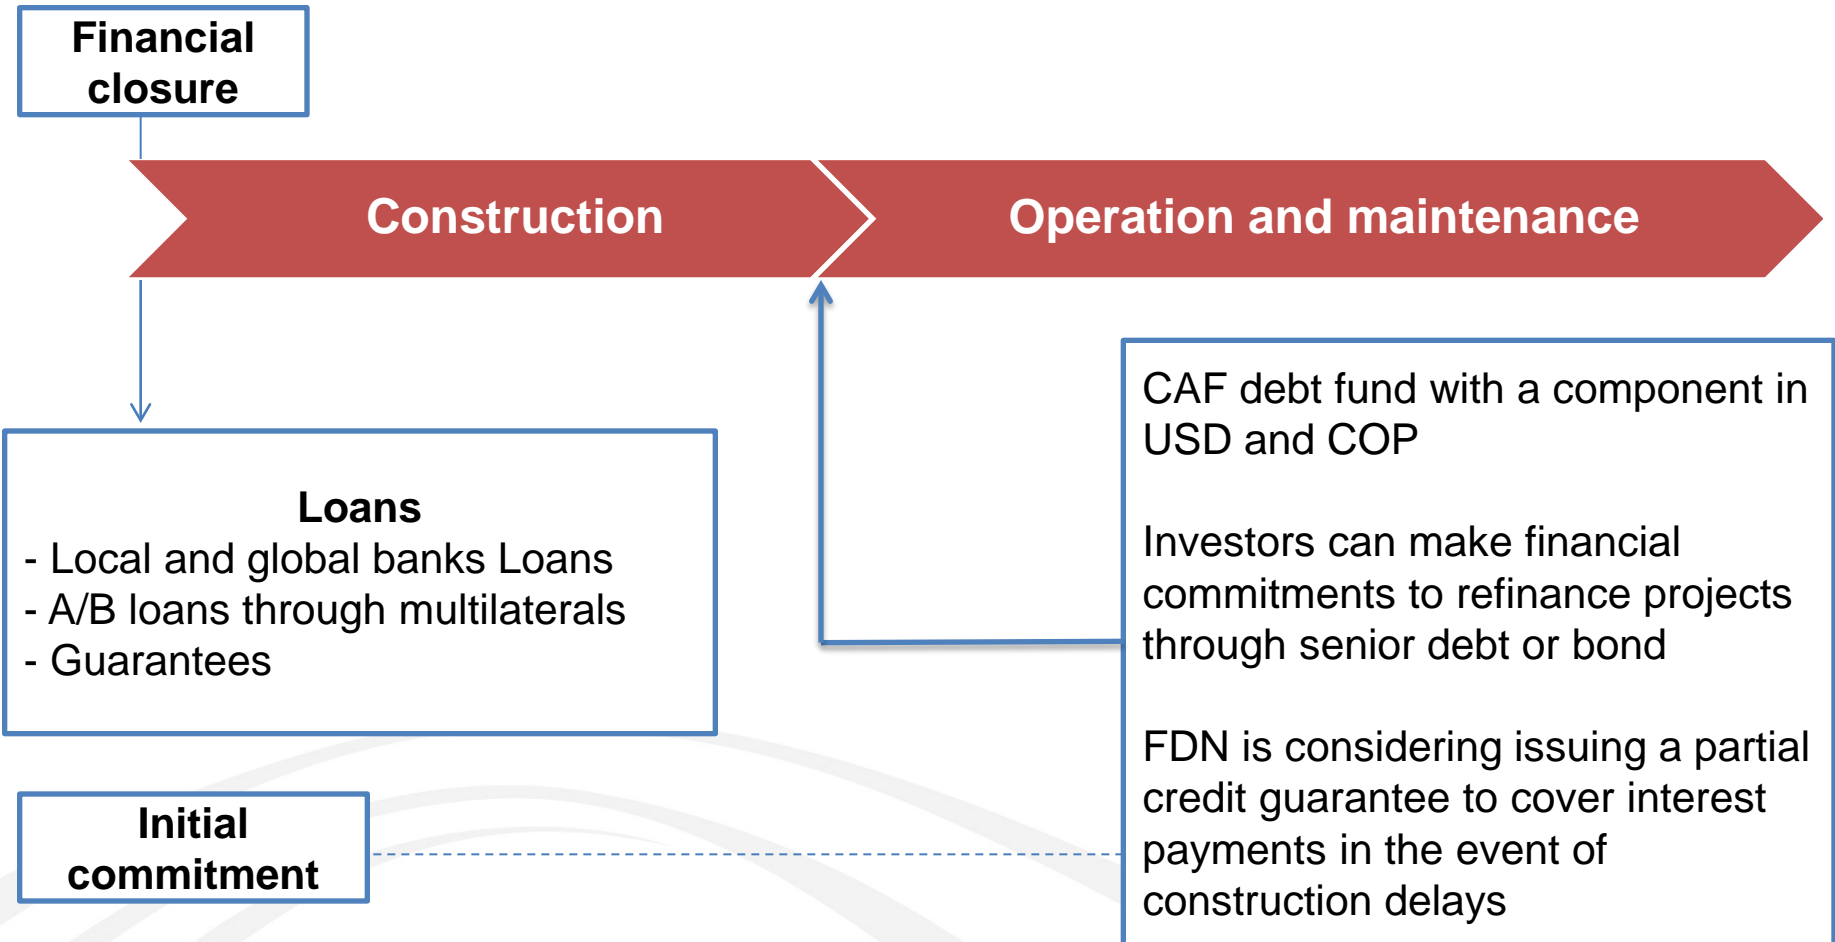 Financial
closure
Construction
Operation and maintenance
Loans
- Local and global banks Loans
- A/B loans through multilaterals
- Guarantees
Initial
commitment
CAF debt fund with a component in
USD and COP
Investors can make financial
commitments to refinance projects
through senior debt or bond
FDN is considering issuing a partial
credit guarantee to cover interest
payments in the event of
construction delays